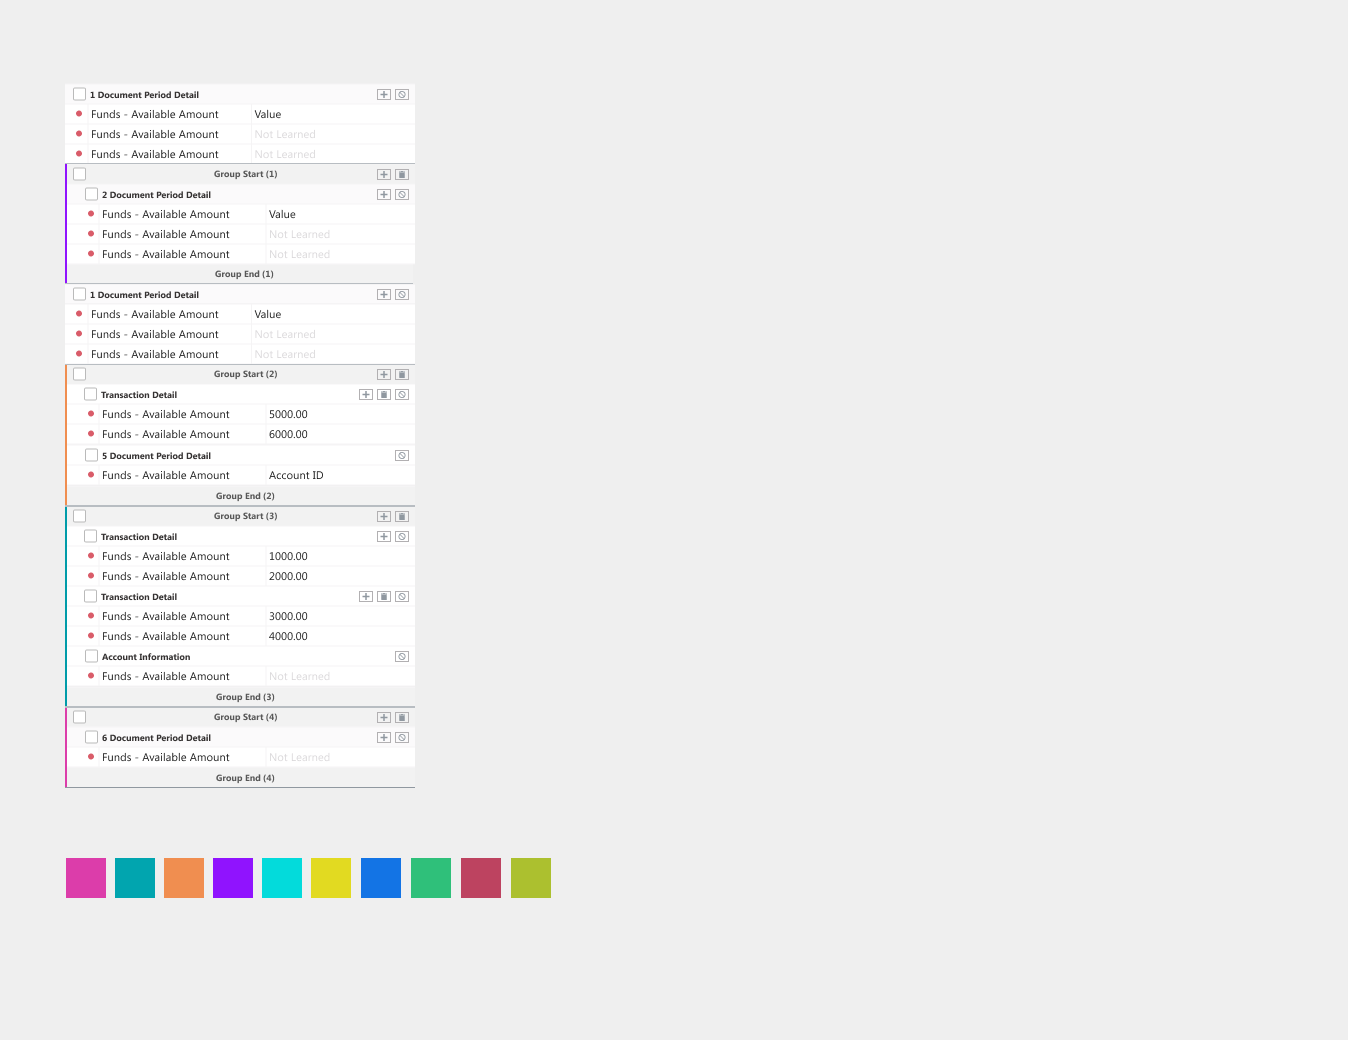 1 Document Period Detail
Funds - Available Amount Value
Funds - Available Amount Not Learned
Funds - Available Amount Not Learned
Group Start (1)
2 Document Period Detail
Funds - Available Amount Value
Funds - Available Amount Not Learned
Funds - Available Amount Not Learned
Group End (1)
1 Document Period Detail
Funds - Available Amount Value
Funds - Available Amount Not Learned
Funds - Available Amount Not Learned
Group Start (2)
Transaction Detail
Funds - Available Amount 5000.00
Funds - Available Amount 6000.00
5 Document Period Detail
Funds - Available Amount Account ID
Group End (2)
Group Start (3)
Transaction Detail
Funds - Available Amount 1000.00
Funds - Available Amount 2000.00
Transaction Detail
Funds - Available Amount 3000.00
Funds - Available Amount 4000.00
Account Information
Funds - Available Amount Not Learned
Group End (3)
Group Start (4)
6 Document Period Detail
Funds - Available Amount Not Learned
Group End (4)